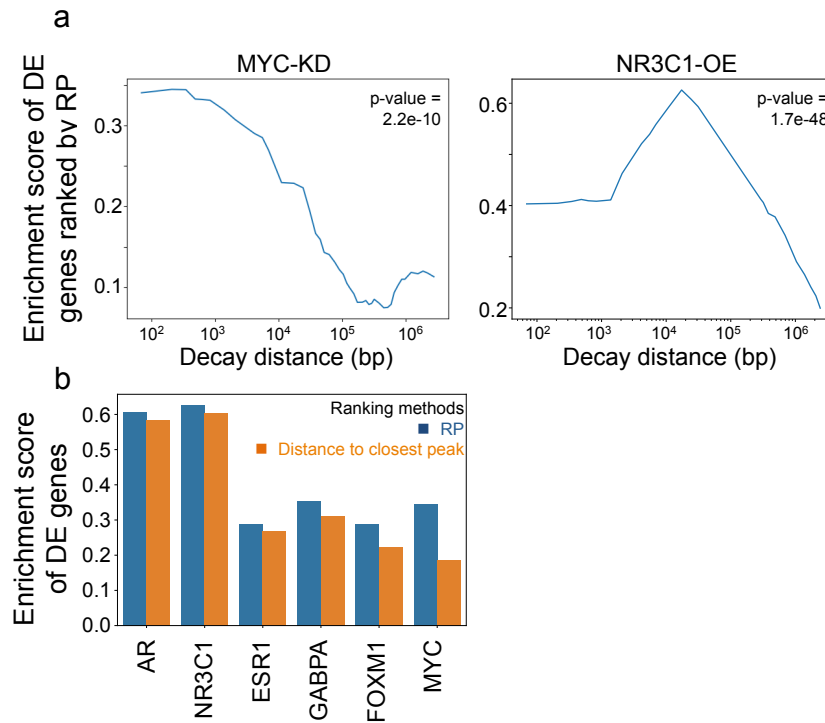 a
MYC-KD
NR3C1-OE
Enrichment score of DE
genes ranked by RP
0.3
0.2
0.1
p-value =
2.2e-10
10² 10³ 10⁴ 10⁵ 10⁶
Decay distance (bp)
0.6
0.4
0.2
p-value =
1.7e-48
10² 10³ 10⁴ 10⁵ 10⁶
Decay distance (bp)
b
Enrichment score
of DE genes
0.6
0.5
0.4
0.3
0.2
0.1
0.0
Ranking methods
RP
Distance to closest peak
AR
NR3C1
ESR1
GABPA
FOXM1
MYC